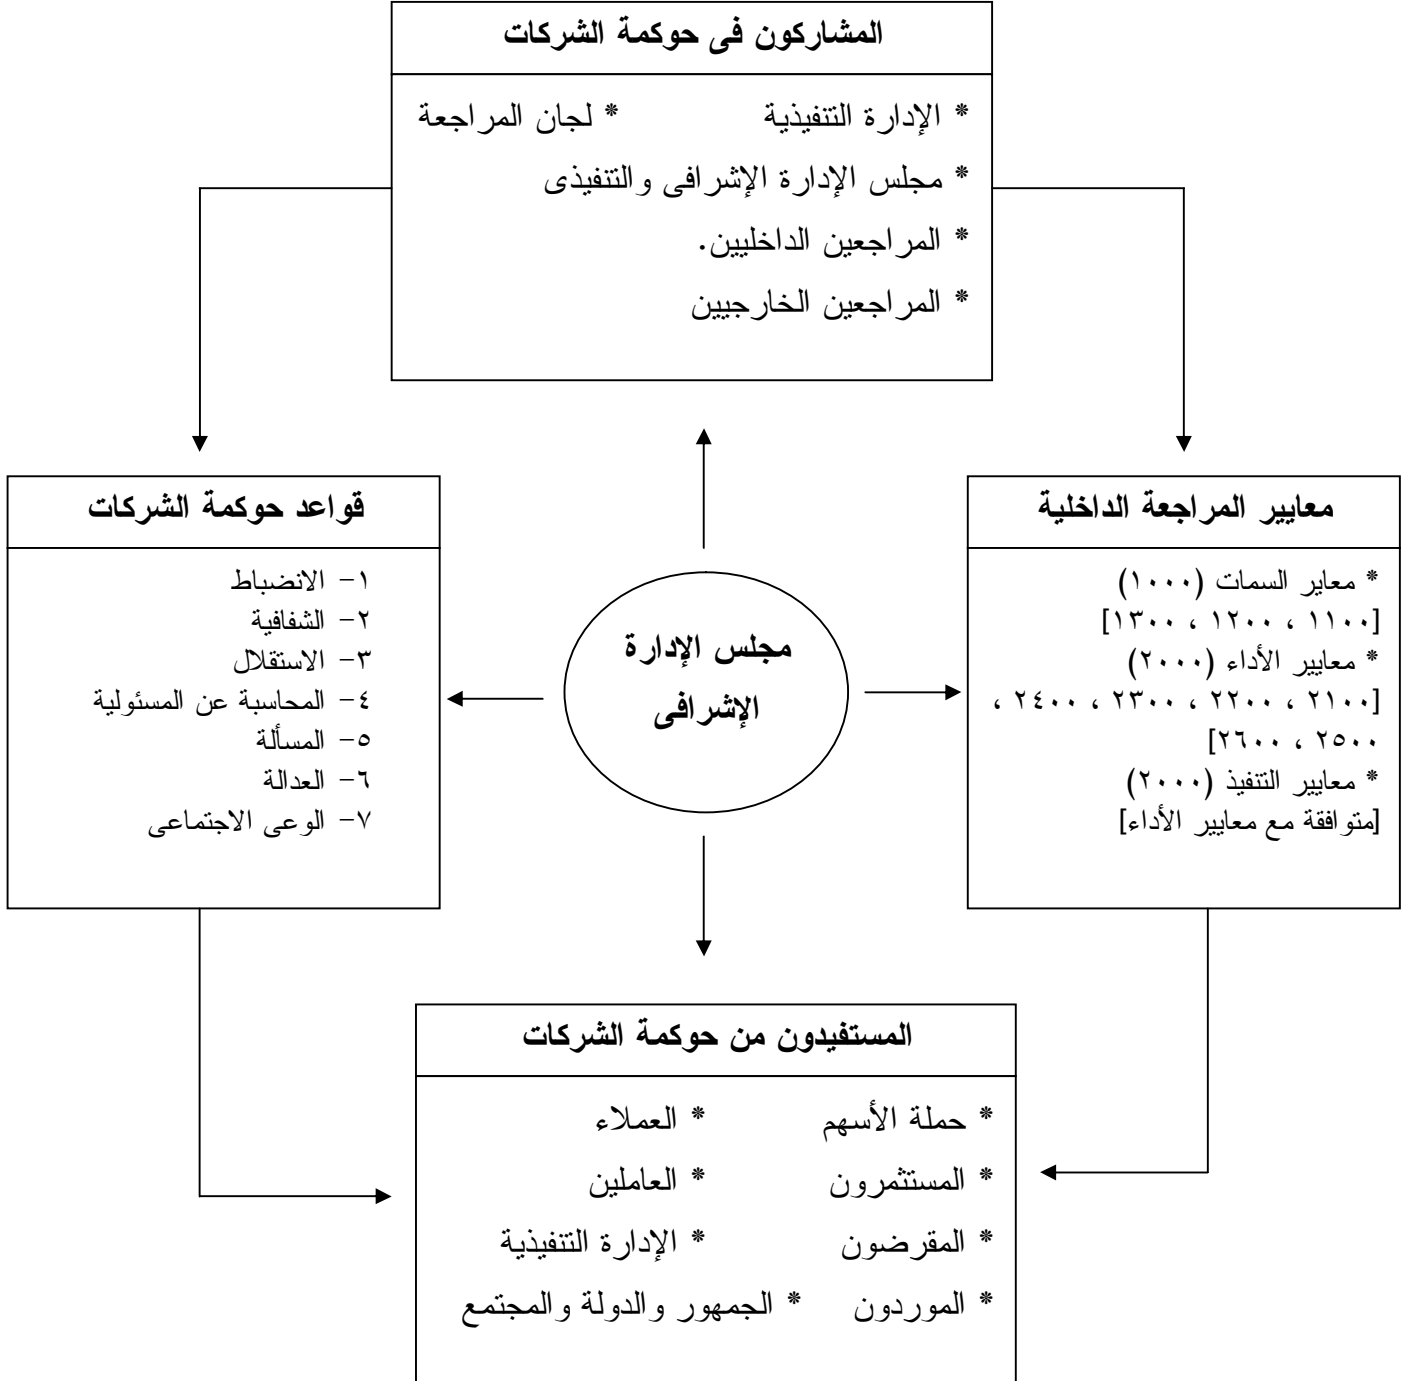 المشاركون فى حوكمة الشركات
* الإدارة التنفيذية * لجان المراجعة
* مجلس الإدارة الإشرافى والتنفيذى
* المراجعين الداخليين.
* المراجعين الخارجيين
معايير المراجعة الداخلية
* معاير السمات (١٠٠٠)
[١١٠٠ ، ١٢٠٠ ، ١٣٠٠]
* معايير الأداء (٢٠٠٠)
[٢١٠٠ ، ٢٢٠٠ ، ٢٣٠٠ ، ٢٤٠٠ ،
٢٥٠٠ ، ٢٦٠٠]
* معايير التنفيذ (٢٠٠٠)
[متوافقة مع معايير الأداء]
مجلس الإدارة
الإشرافى
قواعد حوكمة الشركات
١- الانضباط
٢- الشفافية
٣- الاستقلال
٤- المحاسبة عن المسئولية
٥- المسألة
٦- العدالة
٧- الوعى الاجتماعى
المستفيدون من حوكمة الشركات
* حملة الأسهم * العملاء
* المستثمرون * العاملين
* المقرضون * الإدارة التنفيذية
* الموردون * الجمهور والدولة والمجتمع